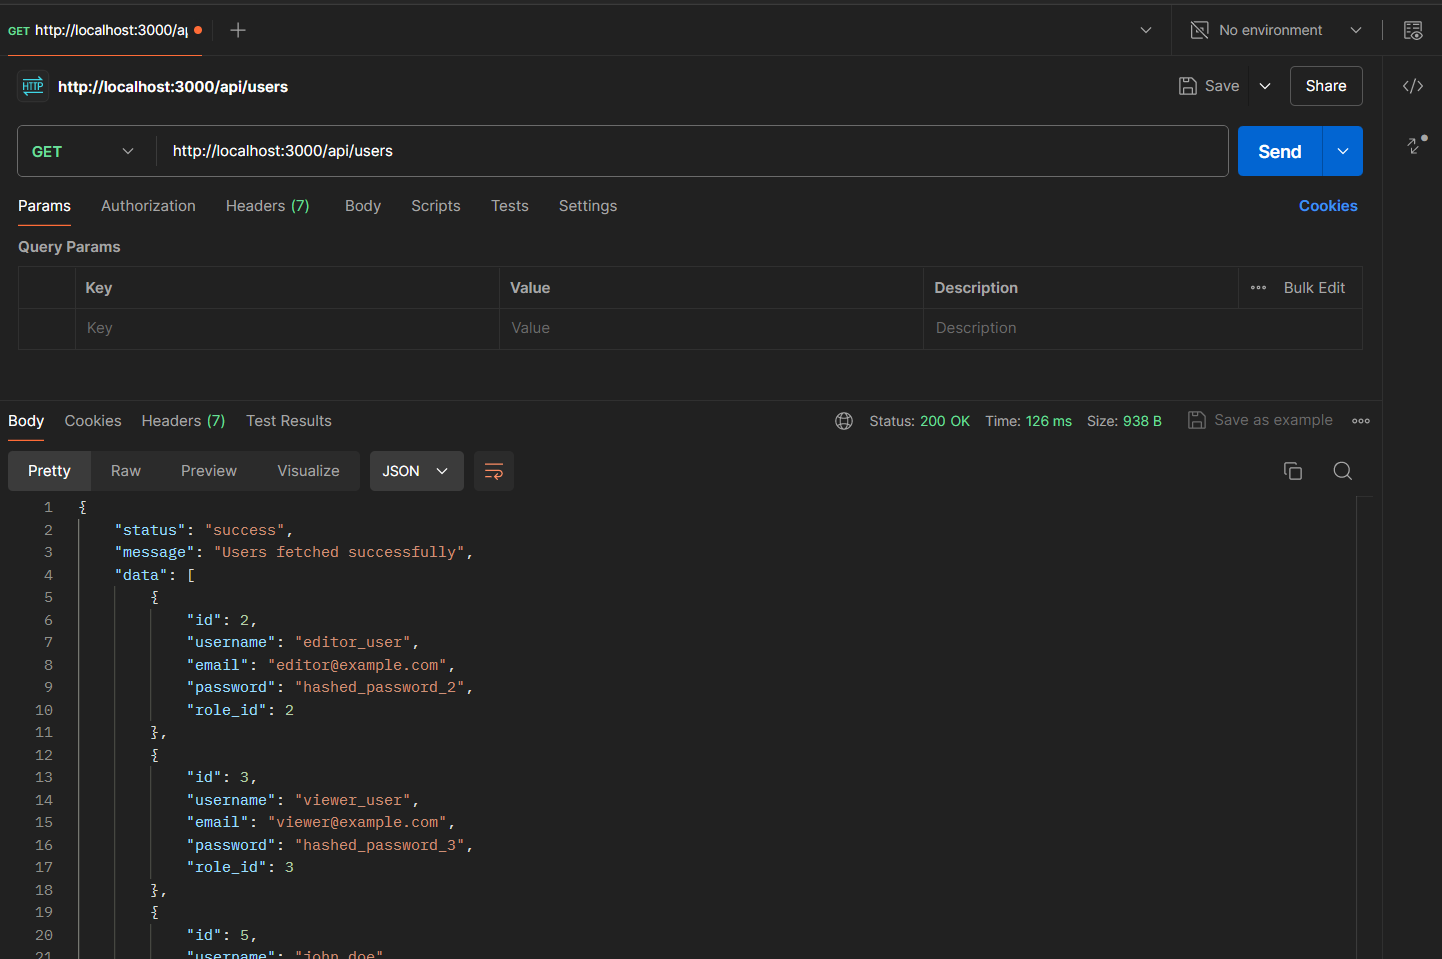 GET http://localhost:3000/ap
No environment
HTTP http://localhost:3000/api/users
Save
Share
GET
http://localhost:3000/api/users
Send
Params Authorization Headers (7) Body Scripts Tests Settings
Cookies
Query Params
Key Value Description Bulk Edit
Key Value Description
Body Cookies Headers (7) Test Results
Status: 200 OK Time: 126 ms Size: 938 B
Save as example
Pretty Raw Preview Visualize JSON
1 {
2 "status": "success",
3 "message": "Users fetched successfully",
4 "data": [
5 {
6 "id": 2,
7 "username": "editor_user",
8 "email": "editor@example.com",
9 "password": "hashed_password_2",
10 "role_id": 2
11 },
12 {
13 "id": 3,
14 "username": "viewer_user",
15 "email": "viewer@example.com",
16 "password": "hashed_password_3",
17 "role_id": 3
18 },
19 {
20 "id": 5,
21 "username": "john_doe"